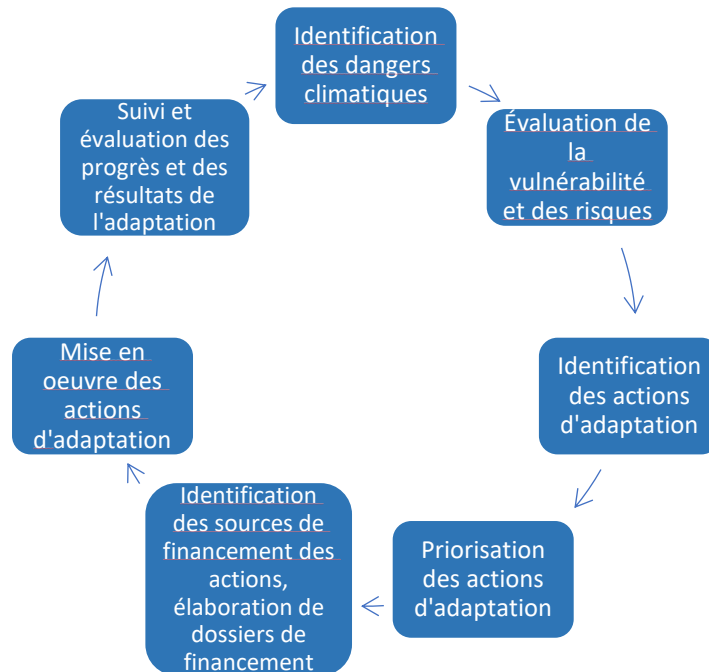 Identification
des dangers
climatiques
Évaluation de
la
vulnérabilité
et des risques
Identification
des actions
d'adaptation
Priorisation
des actions
d'adaptation
Identification
des sources de
financement des
actions,
élaboration de
dossiers de
financement
Mise en
oeuvre des
actions
d'adaptation
Suivi et
évaluation des
progrès et des
résultats de
l'adaptation